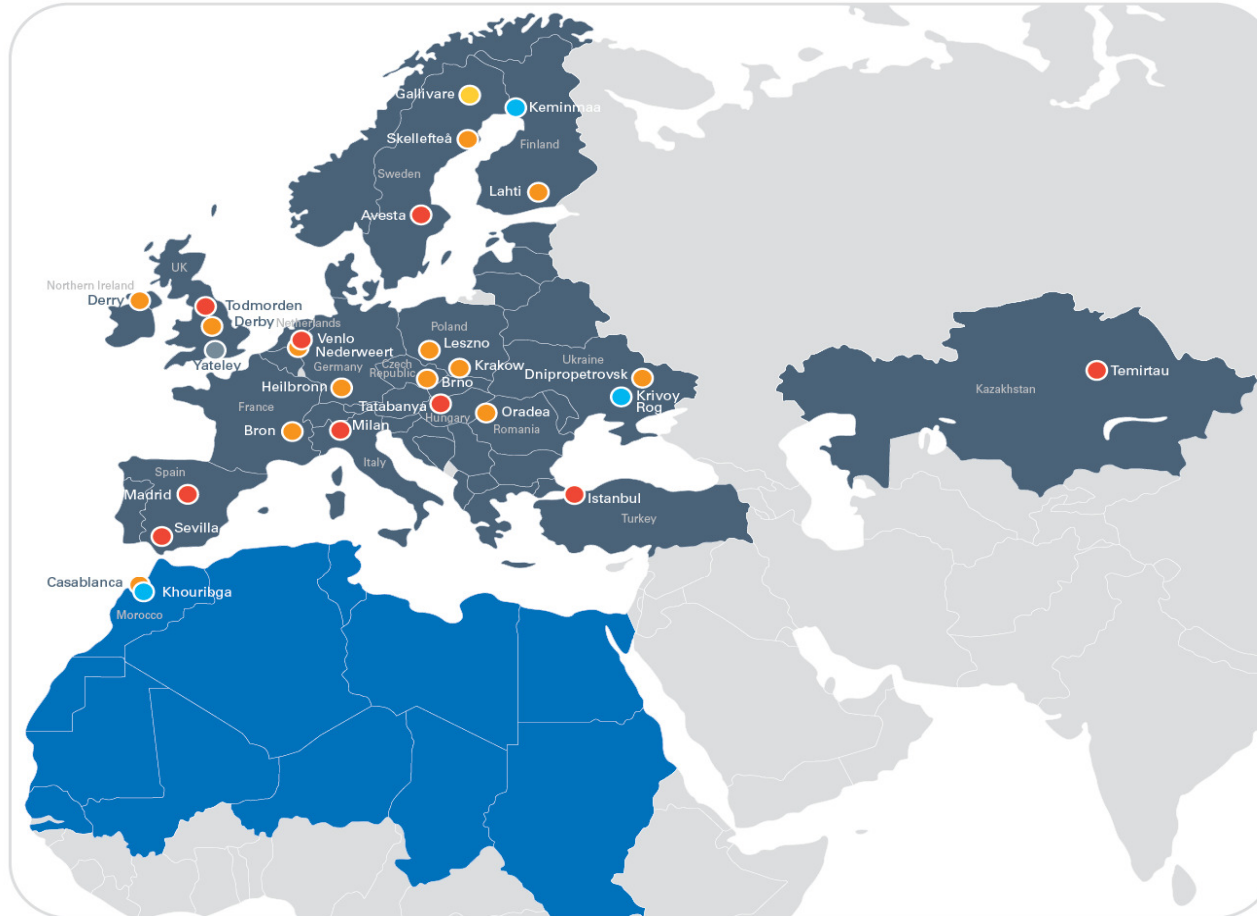 Gallivare
Keminmaa
Skellefteå
Finland
Sweden
Lahti
Avesta
UK
Northern Ireland
Derry
Todmorden
Derby
Netherlands
Venlo
Nederweert
Yateley
Germany
Poland
Leszno
Krakow
Czech
Republic
Brno
Ukraine
Dnipropetrovsk
Krivoy
Rog
Heilbronn
Tatabanya
Hungary
Oradea
Romania
France
Bron
Milan
Italy
Spain
Madrid
Sevilla
Istanbul
Turkey
Temirtau
Kazakhstan
Casablanca
Khouribga
Morocco